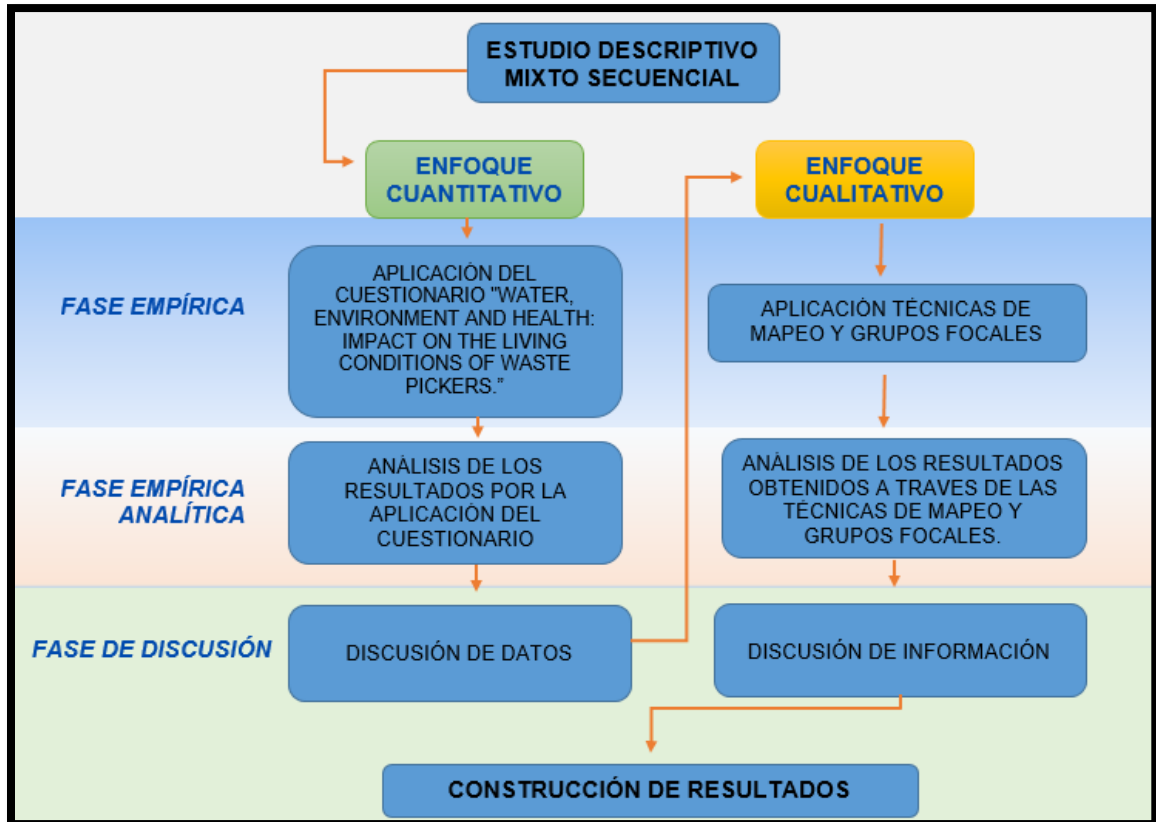 ESTUDIO DESCRIPTIVO
MIXTO SECUENCIAL
ENFOQUE
CUANTITATIVO
ENFOQUE
CUALITATIVO
FASE EMPÍRICA
APLICACIÓN DEL
CUESTIONARIO "WATER,
ENVIRONMENT AND HEALTH:
IMPACT ON THE LIVING
CONDITIONS OF WASTE
PICKERS."
APLICACIÓN TÉCNICAS DE
MAPEO Y GRUPOS FOCALES
FASE EMPÍRICA
ANALÍTICA
ANÁLISIS DE LOS
RESULTADOS POR LA
APLICACIÓN DEL
CUESTIONARIO
ANÁLISIS DE LOS RESULTADOS
OBTENIDOS A TRAVES DE LAS
TÉCNICAS DE MAPEO Y
GRUPOS FOCALES.
FASE DE DISCUSIÓN
DISCUSIÓN DE DATOS
DISCUSIÓN DE INFORMACIÓN
CONSTRUCCIÓN DE RESULTADOS